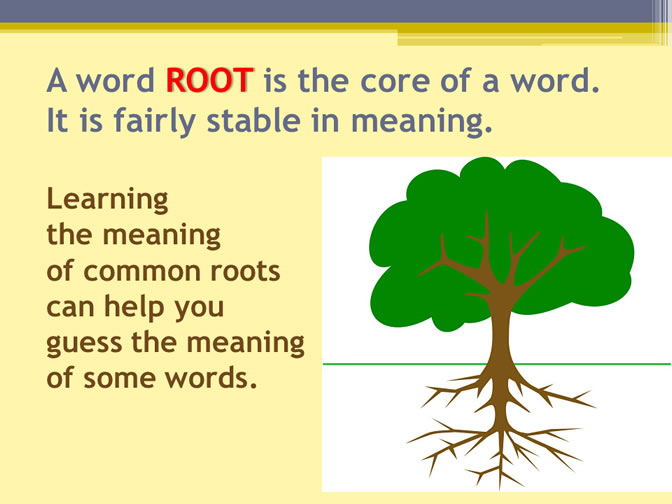 A word ROOT is the core of a word.
It is fairly stable in meaning.
Learning
the meaning
of common roots
can help you
guess the meaning
of some words.